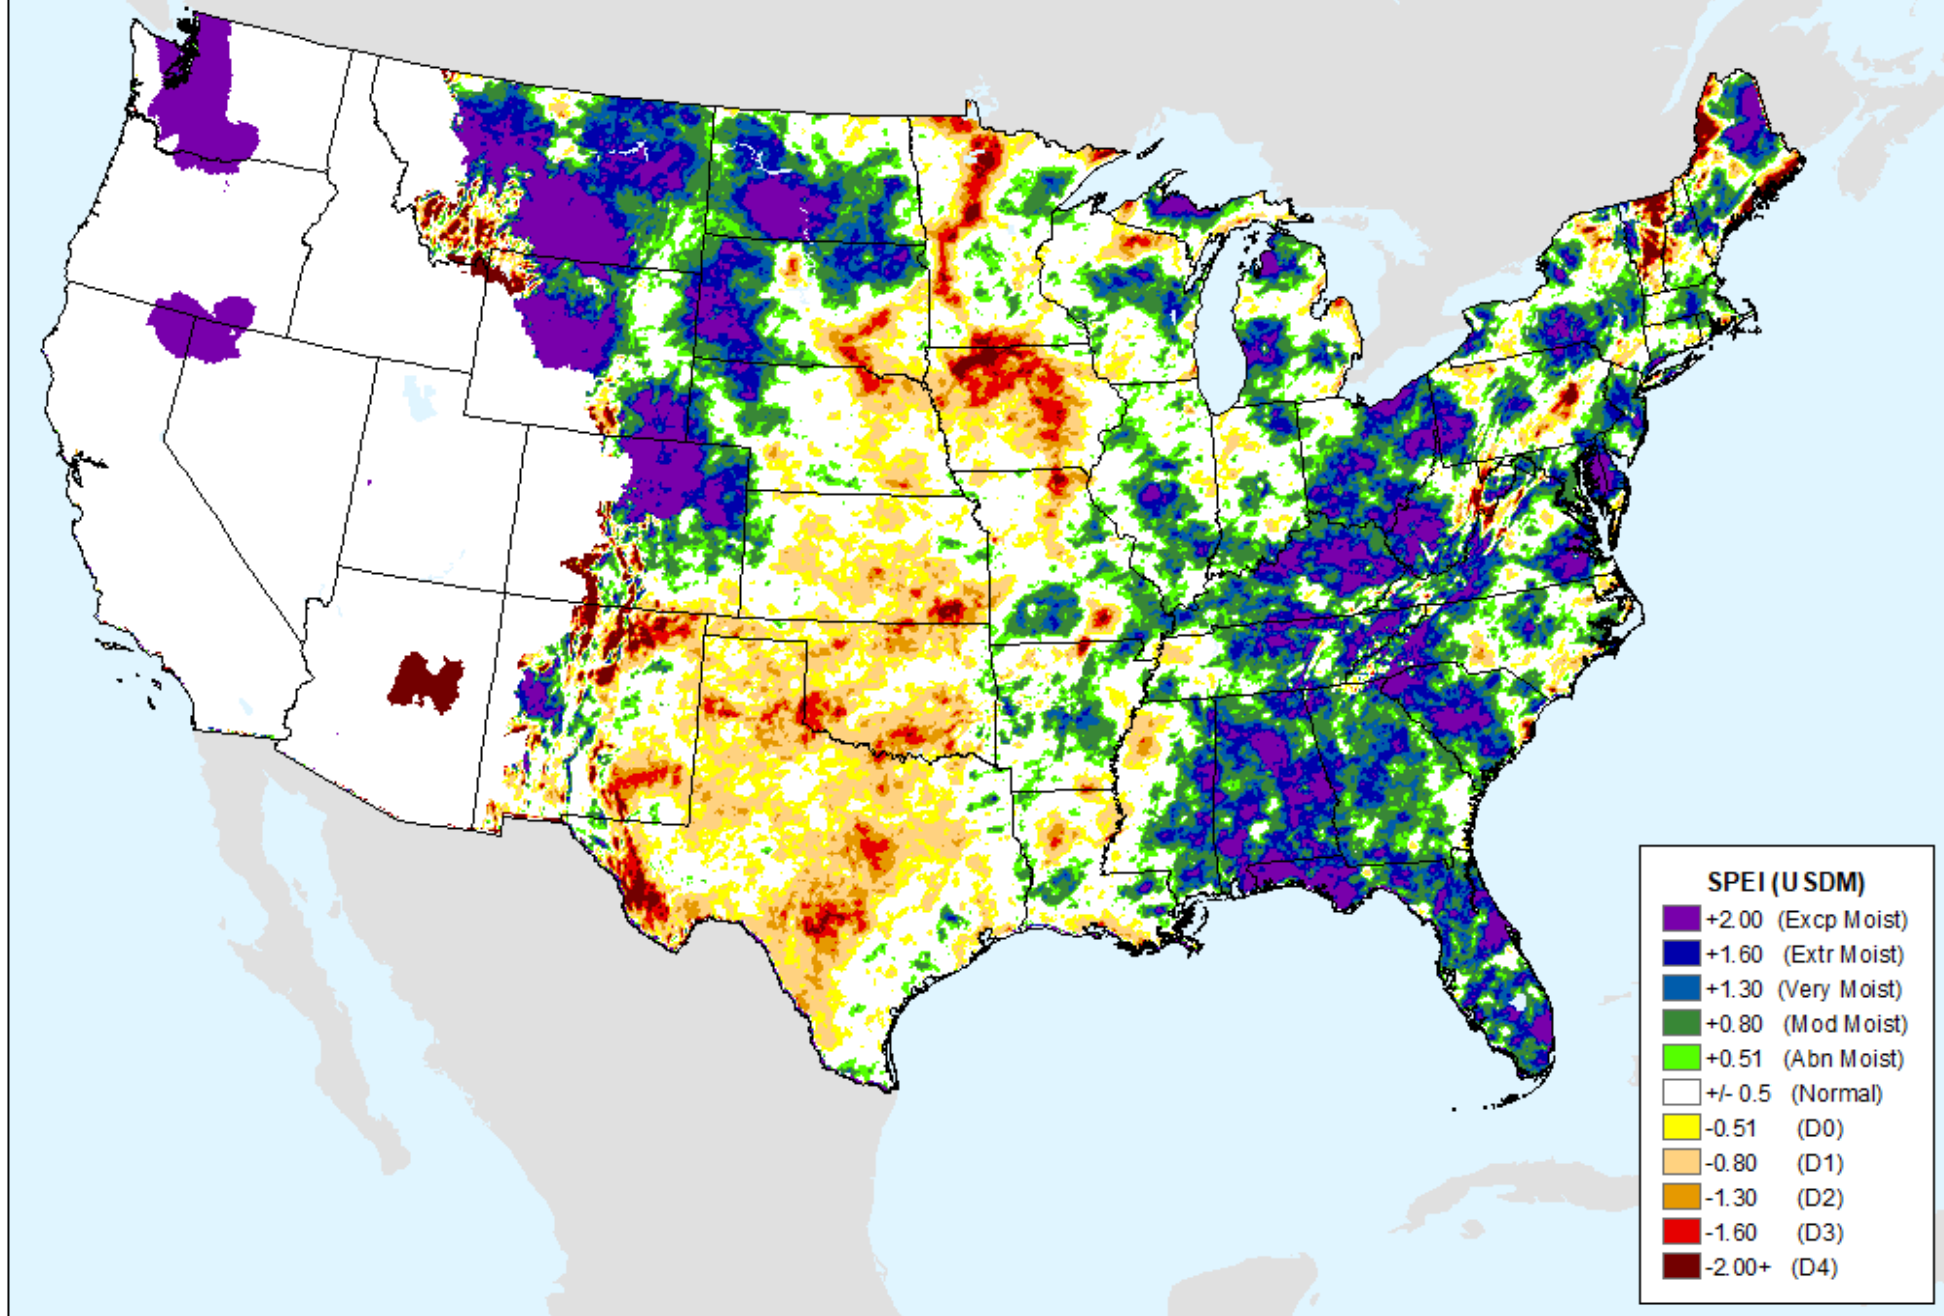 SPEI (USDM)
+2.00 (Excp Moist)
+1.60 (Extr Moist)
+1.30 (Very Moist)
+0.80 (Mod Moist)
+0.51 (Abn Moist)
+/- 0.5 (Normal)
-0.51 (D0)
-0.80 (D1)
-1.30 (D2)
-1.60 (D3)
-2.00+ (D4)